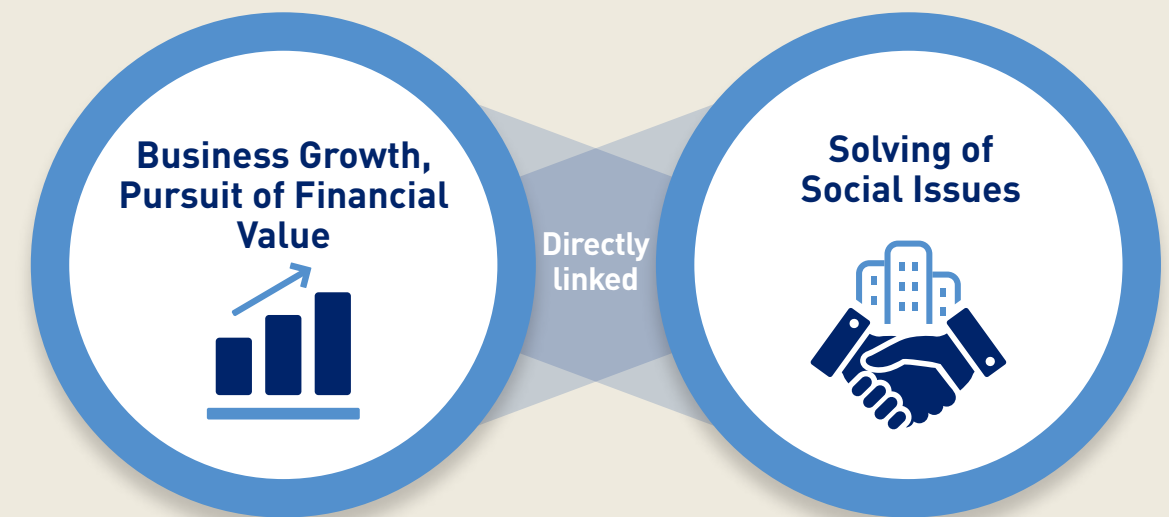 Business Growth,
Pursuit of Financial
Value
Directly
linked
Solving of
Social Issues